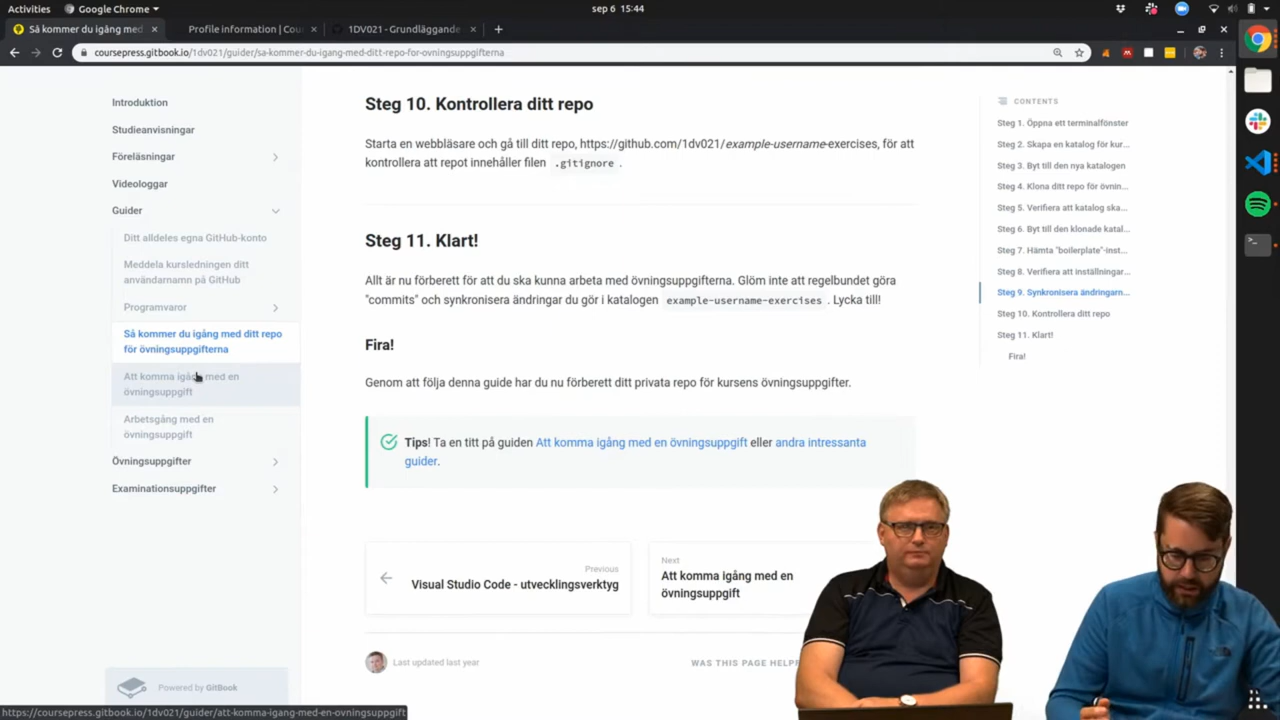 Activities
Google Chrome
sep 6 15:44
Så kommer du igång med
Profile information | Cou
1DV021 - Grundläggande
coursepress.gitbook.io/1dv021/guider/sa-kommer-du-igang-med-ditt-repo-for-ovningsuppgifterna
Introduktion
Studieanvisningar
Föreläsningar
Videologgar
Guider
Ditt alldeles egna GitHub-konto
Meddela kursledningen ditt
användarnamn på GitHub
Programvaror
Så kommer du igång med ditt repo
för övningsuppgifterna
Att komma igång med en
övningsuppgift
Arbetsgång med en
övningsuppgift
Övningsuppgifter
Examinationsuppgifter
Powered by GitBook
Steg 10. Kontrollera ditt repo
Starta en webbläsare och gå till ditt repo, https://github.com/1dv021/example-username-exercises, för att
kontrollera att repot innehåller filen .gitignore .
Steg 11. Klart!
Allt är nu förberett för att du ska kunna arbeta med övningsuppgifterna. Glöm inte att regelbundet göra
"commits" och synkronisera ändringar du gör i katalogen example-username-exercises . Lycka till!
Fira!
Genom att följa denna guide har du nu förberett ditt privata repo för kursens övningsuppgifter.
Tips! Ta en titt på guiden Att komma igång med en övningsuppgift eller andra intressanta
guider.
Previous
Visual Studio Code - utvecklingsverktyg
Next
Att komma igång med en
övningsuppgift
Last updated last year
WAS THIS PAGE HELPF
CONTENTS
Steg 1. Öppna ett terminalfönster
Steg 2. Skapa en katalog för kur...
Steg 3. Byt till den nya katalogen
Steg 4. Klona ditt repo för övnin...
Steg 5. Verifiera att katalog ska...
Steg 6. Byt till den klonade katal...
Steg 7. Hämta "boilerplate"-inst...
Steg 8. Verifiera att inställningar...
Steg 9. Synkronisera ändringarn...
Steg 10. Kontrollera ditt repo
Steg 11. Klart!
Fira!
https://coursepress.gitbook.io/1dv021/guider/att-komma-igang-med-en-ovningsuppgift